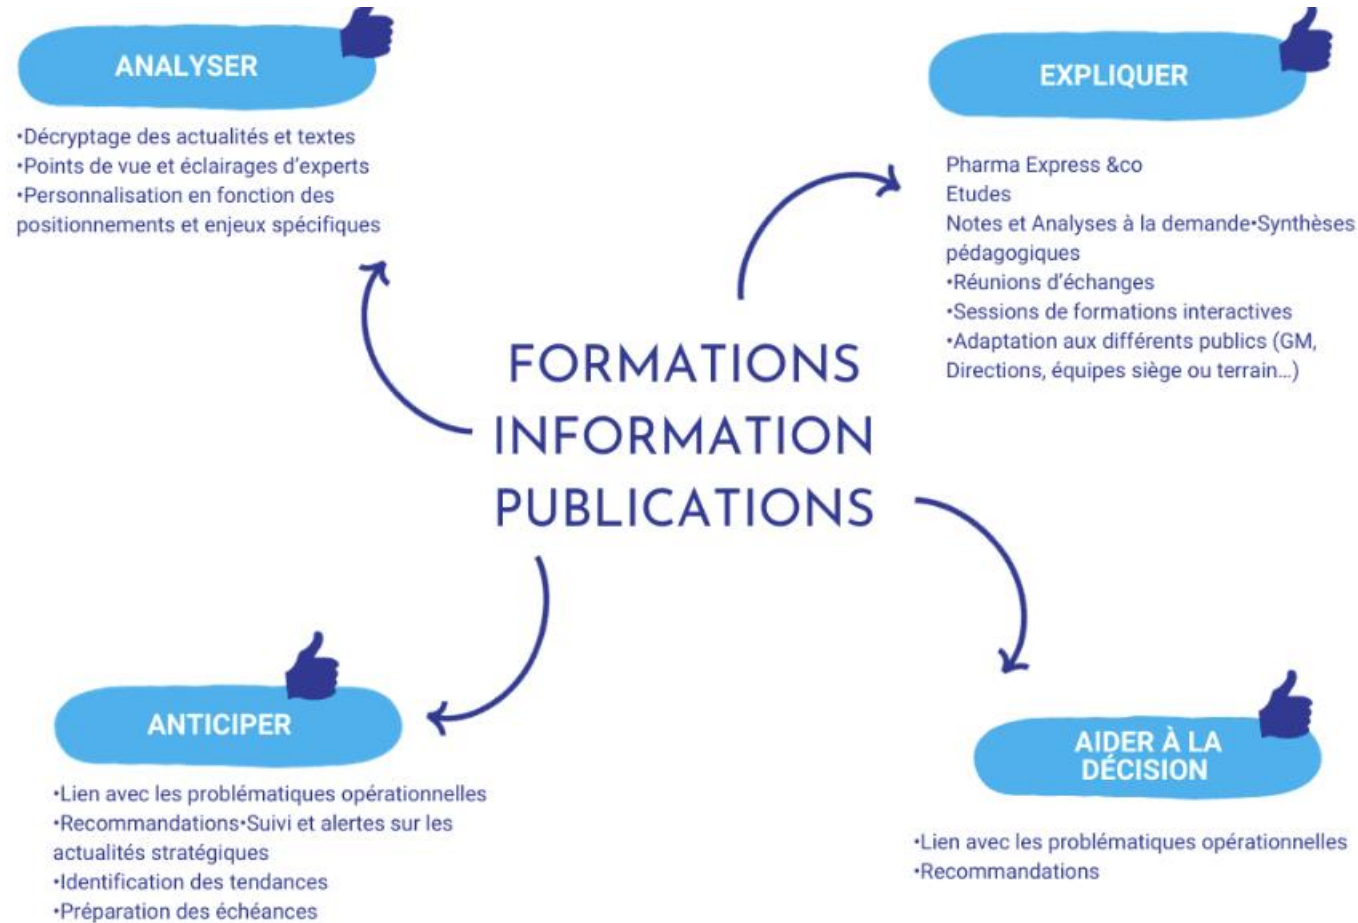 ANALYSER
•Décryptage des actualités et textes
•Points de vue et éclairages d'experts
•Personnalisation en fonction des
positionnements et enjeux spécifiques
EXPLIQUER
Pharma Express &co
Etudes
Notes et Analyses à la demande•Synthèses
pédagogiques
•Réunions d'échanges
•Sessions de formations interactives
•Adaptation aux différents publics (GM,
Directions, équipes siège ou terrain…)
FORMATIONS
INFORMATION
PUBLICATIONS
ANTICIPER
•Lien avec les problématiques opérationnelles
•Recommandations•Suivi et alertes sur les
actualités stratégiques
•Identification des tendances
•Préparation des échéances
AIDER À LA
DÉCISION
•Lien avec les problématiques opérationnelles
•Recommandations